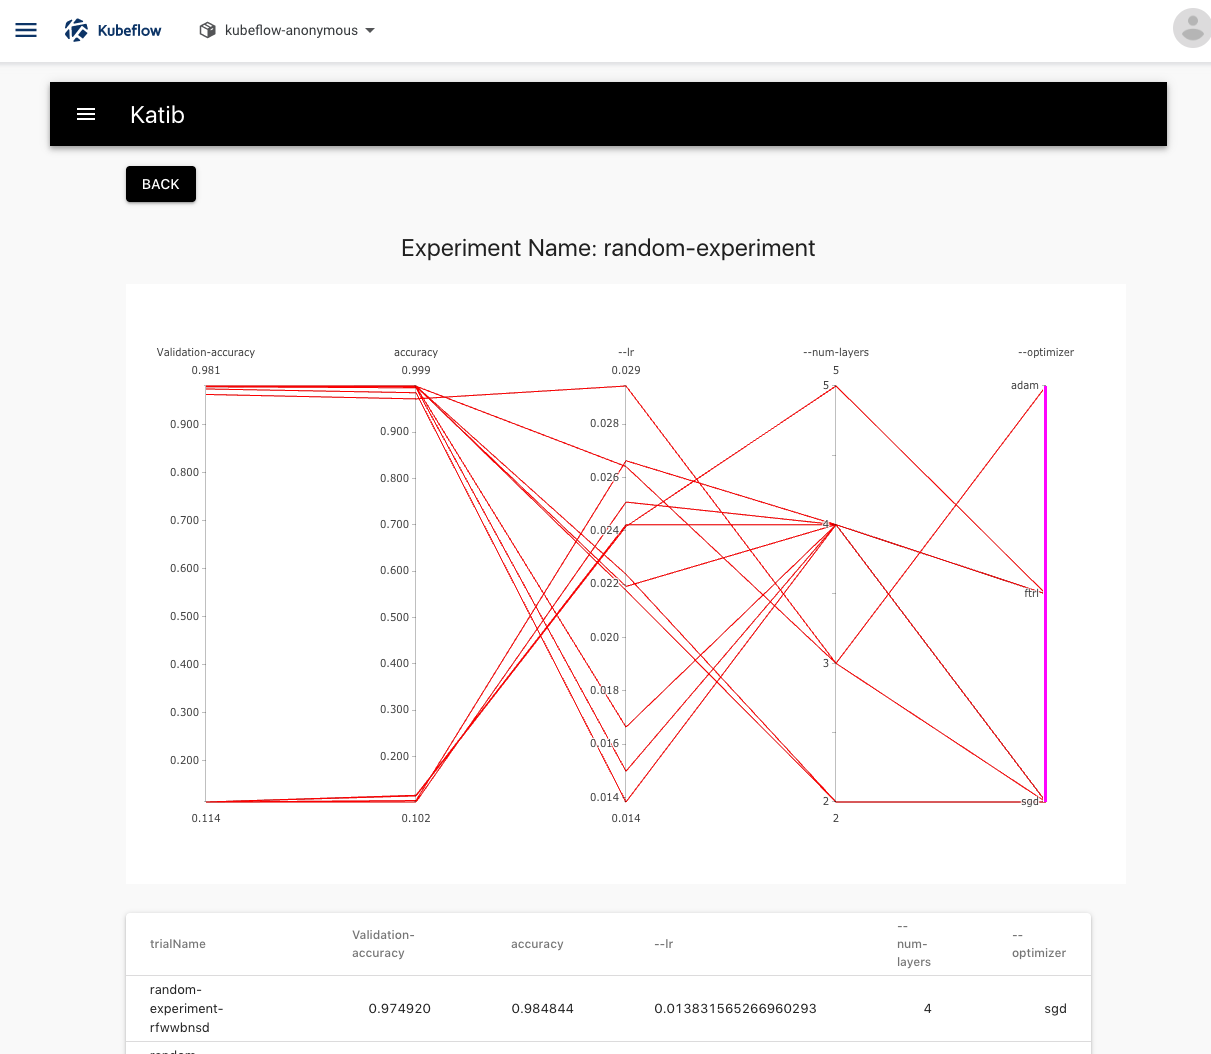 Kubeflow
kubeflow-anonymous
Katib
BACK
Experiment Name: random-experiment
Validation-accuracy accuracy --lr --num-layers --optimizer
0.981 0.999 0.029 5
5 adam
0.900 0.900 0.028
0.800 0.800 0.026
0.700 0.700 0.024 4
0.600 0.600 0.022 ftrl
0.500 0.500 0.020
0.400 0.400 0.018 3
0.300 0.300 0.016
0.200 0.200 0.014 2 sgd
0.114 0.102 0.014 2
trialName Validation- accuracy --lr -- --
accuracy num- optimizer
layers
random-
experiment- 0.974920 0.984844 0.013831565266960293 4 sgd
rfwwbnsd